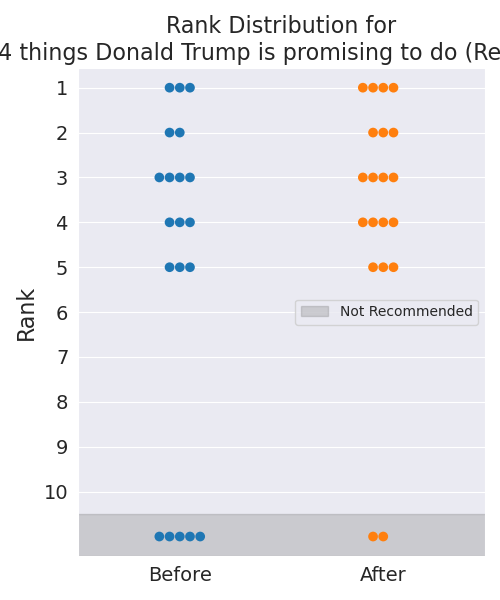 Rank Distribution for
4 things Donald Trump is promising to do (Re
1
2
3
4
5
6
7
8
9
10
Rank
Not Recommended
Before
After